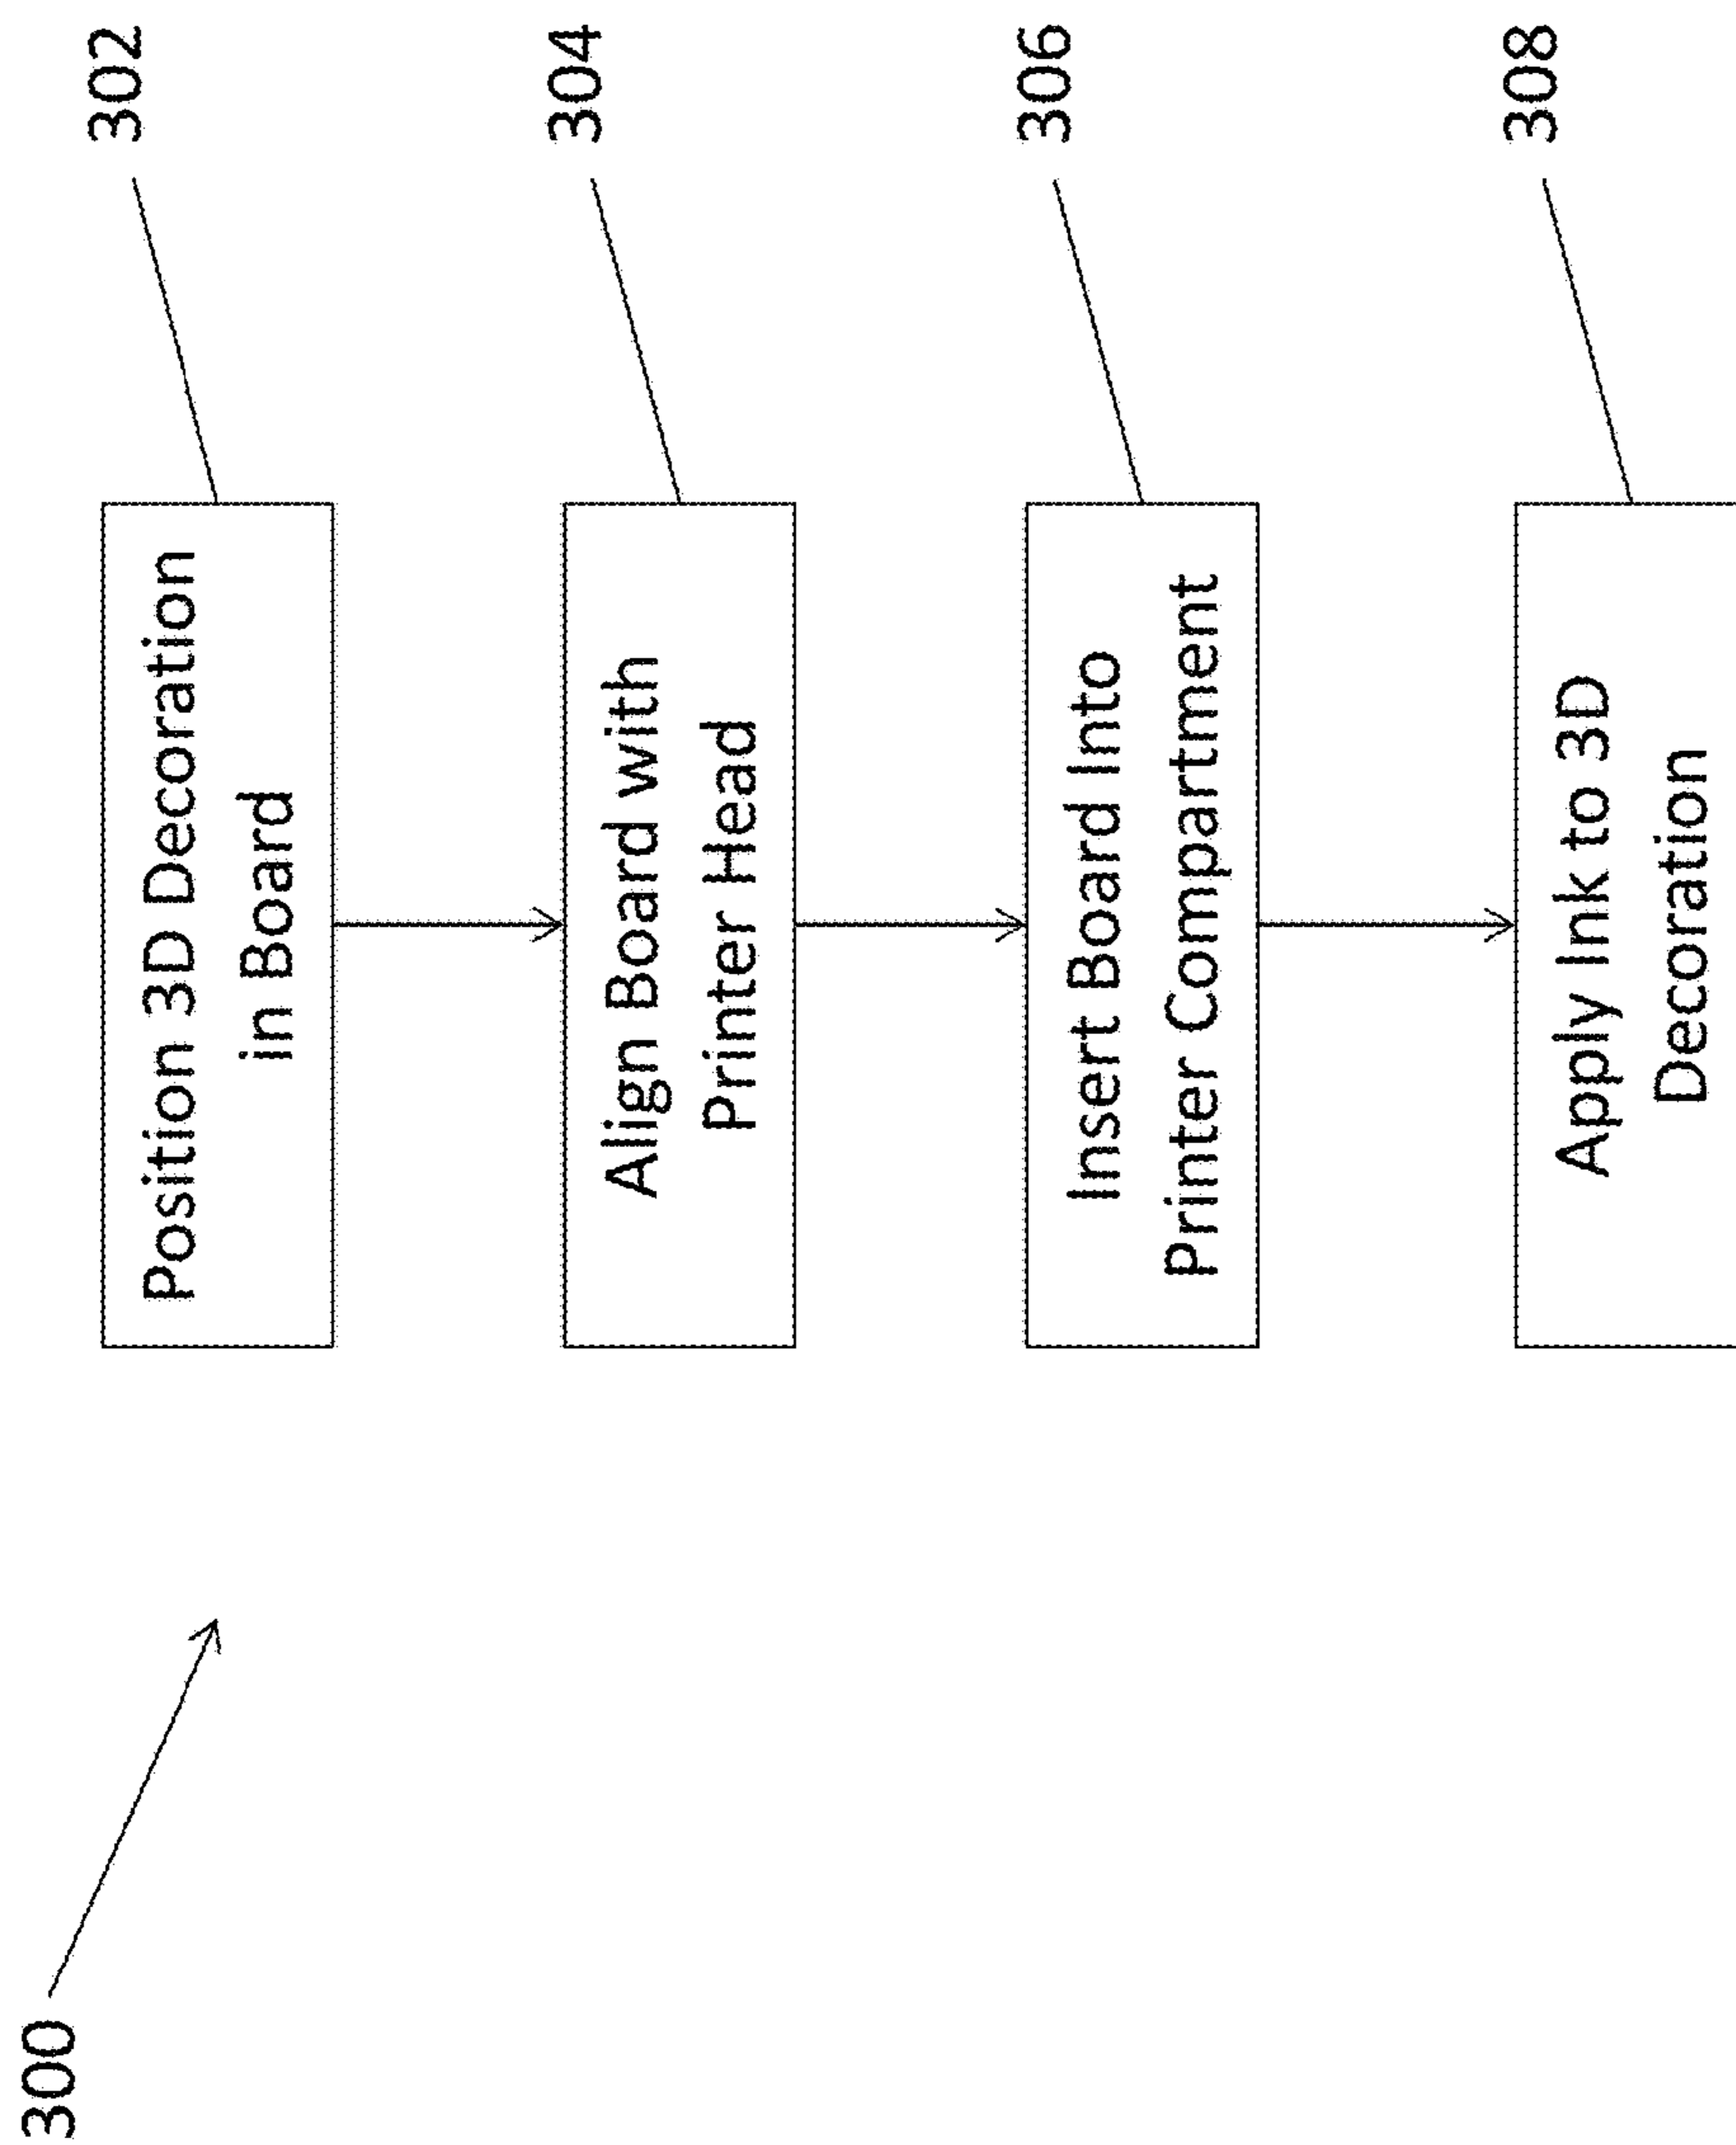 300
Position 3D Decoration
in Board
302
Align Board with
Printer Head
304
Insert Board Into
Printer Compartment
306
Apply Ink to 3D
Decoration
308